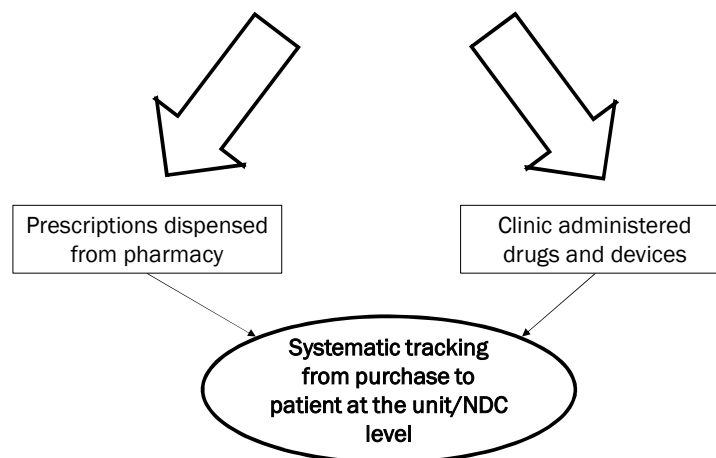 Prescriptions dispensed
from pharmacy
Clinic administered
drugs and devices
Systematic tracking
from purchase to
patient at the unit/NDC
level